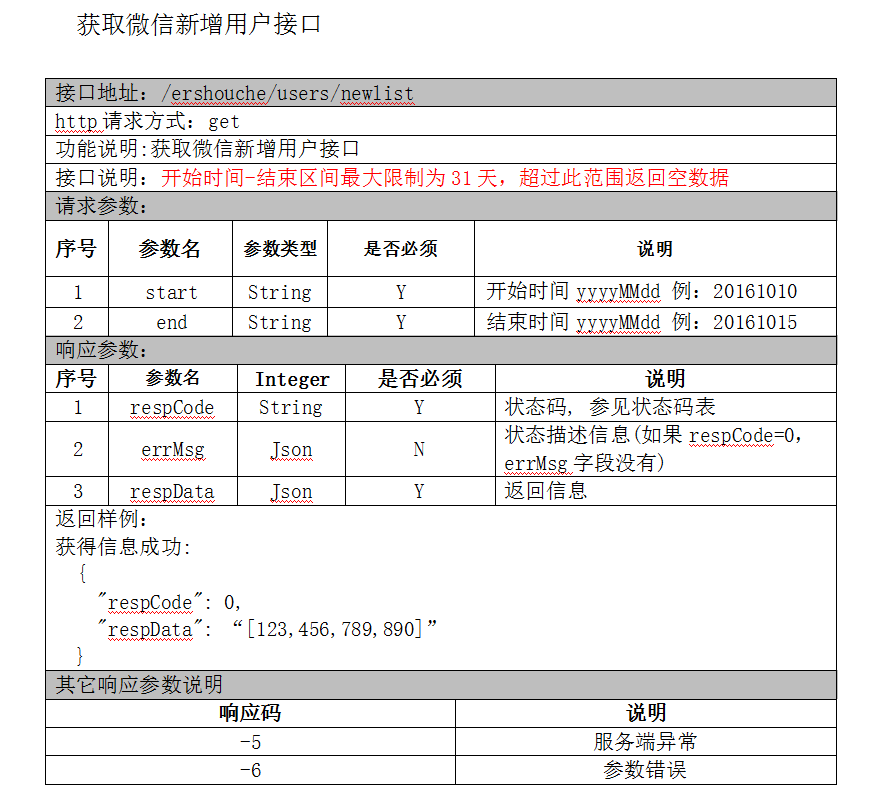 获取微信新增用户接口
接口地址：/ershouche/users/newlist
http请求方式：get
功能说明:获取微信新增用户接口
接口说明：开始时间-结束区间最大限制为31天，超过此范围返回空数据
请求参数：
序号 参数名 参数类型 是否必须 说明
1 start String Y 开始时间 yyyyMMdd 例：20161010
2 end String Y 结束时间 yyyyMMdd 例：20161015
响应参数：
序号 参数名 Integer 是否必须 说明
1 respCode String Y 状态码, 参见状态码表
2 errMsg Json N 状态描述信息(如果 respCode=0,
errMsg 字段没有)
3 respData Json Y 返回信息
返回样例：
获得信息成功:
{
"respCode": 0,
"respData": “[123,456,789,890]”
}
其它响应参数说明
响应码 说明
-5 服务端异常
-6 参数错误